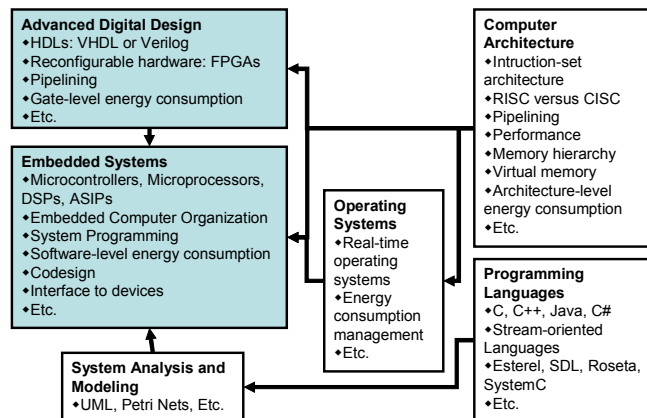 Advanced Digital Design
◆HDLs: VHDL or Verilog
◆Reconfigurable hardware: FPGAs
◆Pipelining
◆Gate-level energy consumption
◆Etc.
Embedded Systems
◆Microcontrollers, Microprocessors,
DSPs, ASIPs
◆Embedded Computer Organization
◆System Programming
◆Software-level energy consumption
◆Codesign
◆Interface to devices
◆Etc.
System Analysis and
Modeling
◆UML, Petri Nets, Etc.
Operating
Systems
◆Real-time
operating
systems
◆Energy
consumption
management
◆Etc.
Computer
Architecture
◆Intruction-set
architecture
◆RISC versus CISC
◆Pipelining
◆Performance
◆Memory hierarchy
◆Virtual memory
◆Architecture-level
energy consumption
◆Etc.
Programming
Languages
◆C, C++, Java, C#
◆Stream-oriented
Languages
◆Esterel, SDL, Roseta,
SystemC
◆Etc.